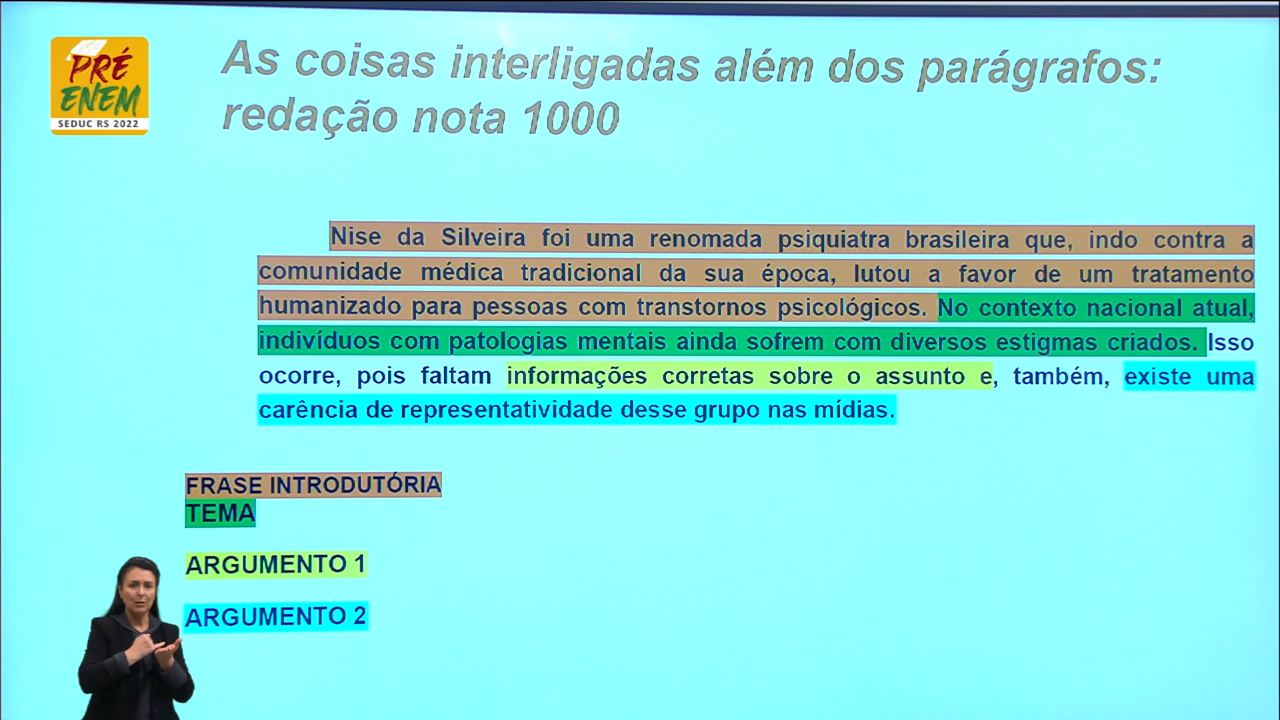 PRÉ
ENEM
SEDUC RS 2022
As coisas interligadas além dos parágrafos:
redação nota 1000
Nise da Silveira foi uma renomada psiquiatra brasileira que, indo contra a
comunidade médica tradicional da sua época, lutou a favor de um tratamento
humanizado para pessoas com transtornos psicológicos. No contexto nacional atual,
indivíduos com patologias mentais ainda sofrem com diversos estigmas criados. Isso
ocorre, pois faltam informações corretas sobre o assunto e, também, existe uma
carência de representatividade desse grupo nas mídias.
FRASE INTRODUTÓRIA
TEMA
ARGUMENTO 1
ARGUMENTO 2